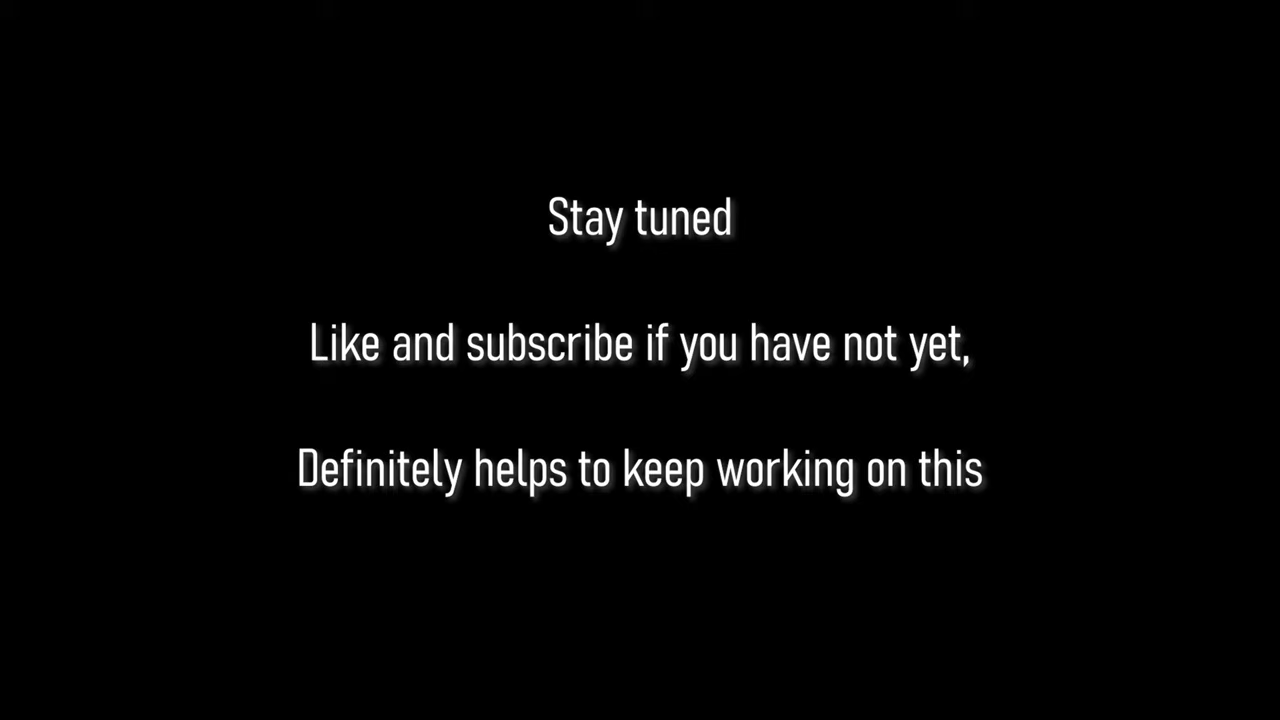 Stay tuned
Like and subscribe if you have not yet,
Definitely helps to keep working on this